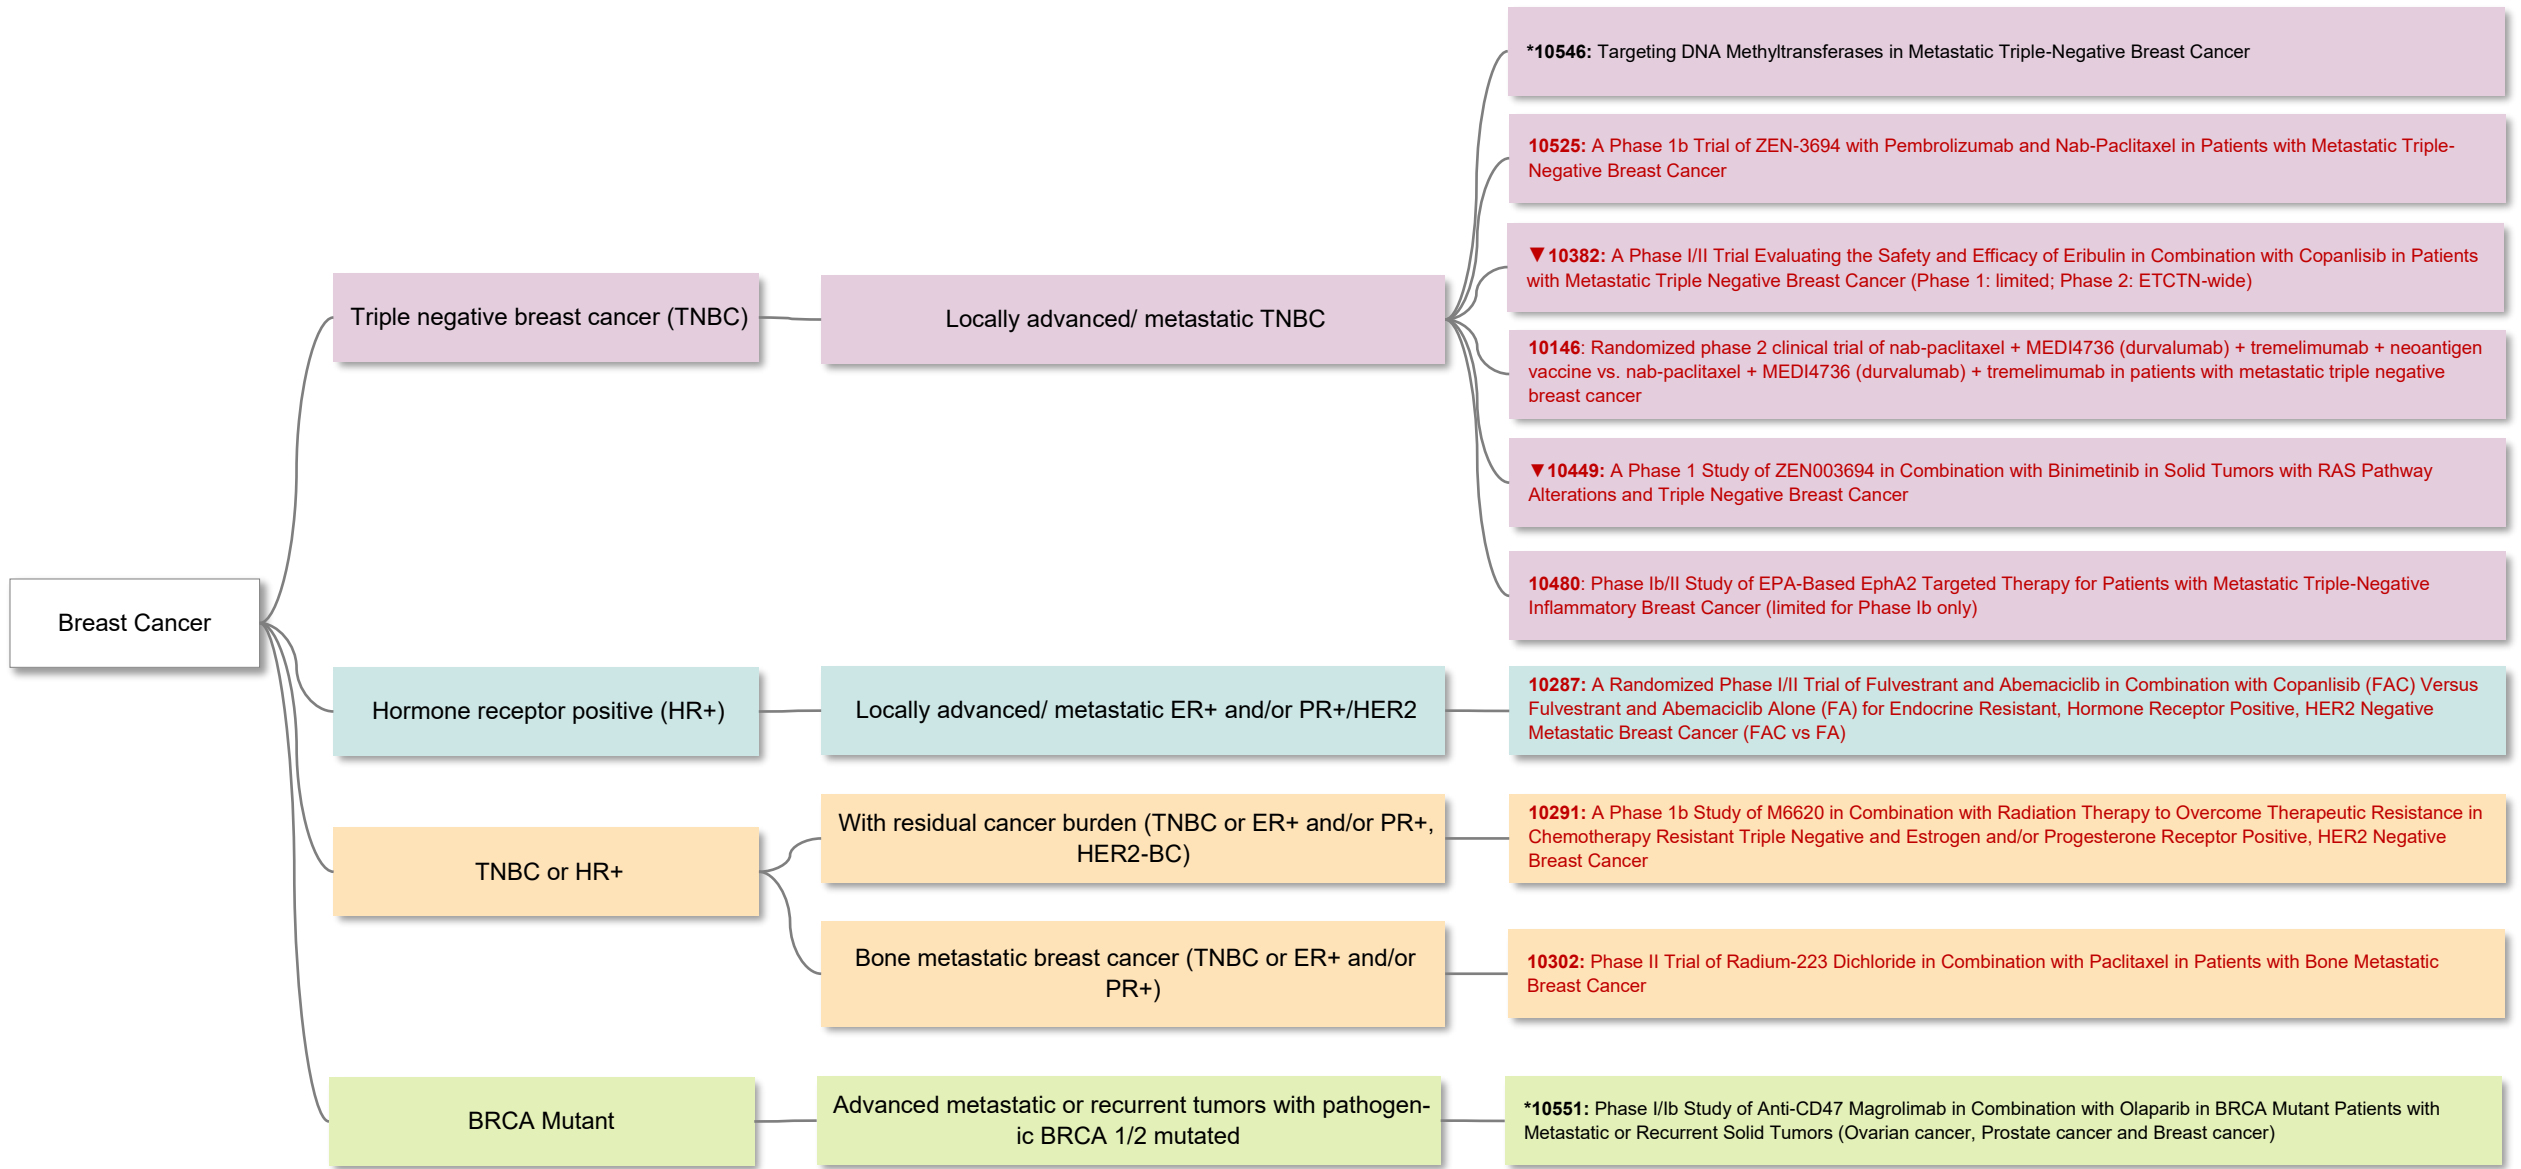 *10546: Targeting DNA Methyltransferases in Metastatic Triple-Negative Breast Cancer
10525: A Phase 1b Trial of ZEN-3694 with Pembrolizumab and Nab-Paclitaxel in Patients with Metastatic Triple-
Negative Breast Cancer
▼10382: A Phase I/II Trial Evaluating the Safety and Efficacy of Eribulin in Combination with Copanlisib in Patients
with Metastatic Triple Negative Breast Cancer (Phase 1: limited; Phase 2: ETCTN-wide)
Triple negative breast cancer (TNBC)
Locally advanced/ metastatic TNBC
10146: Randomized phase 2 clinical trial of nab-paclitaxel + MEDI4736 (durvalumab) + tremelimumab + neoantigen
vaccine vs. nab-paclitaxel + MEDI4736 (durvalumab) + tremelimumab in patients with metastatic triple negative
breast cancer
▼10449: A Phase 1 Study of ZEN003694 in Combination with Binimetinib in Solid Tumors with RAS Pathway
Alterations and Triple Negative Breast Cancer
10480: Phase Ib/II Study of EPA-Based EphA2 Targeted Therapy for Patients with Metastatic Triple-Negative
Inflammatory Breast Cancer (limited for Phase Ib only)
Breast Cancer
Hormone receptor positive (HR+)
Locally advanced/ metastatic ER+ and/or PR+/HER2
10287: A Randomized Phase I/II Trial of Fulvestrant and Abemaciclib in Combination with Copanlisib (FAC) Versus
Fulvestrant and Abemaciclib Alone (FA) for Endocrine Resistant, Hormone Receptor Positive, HER2 Negative
Metastatic Breast Cancer (FAC vs FA)
TNBC or HR+
With residual cancer burden (TNBC or ER+ and/or PR+,
HER2-BC)
10291: A Phase 1b Study of M6620 in Combination with Radiation Therapy to Overcome Therapeutic Resistance in
Chemotherapy Resistant Triple Negative and Estrogen and/or Progesterone Receptor Positive, HER2 Negative
Breast Cancer
Bone metastatic breast cancer (TNBC or ER+ and/or
PR+)
10302: Phase II Trial of Radium-223 Dichloride in Combination with Paclitaxel in Patients with Bone Metastatic
Breast Cancer
BRCA Mutant
Advanced metastatic or recurrent tumors with pathogen-
ic BRCA 1/2 mutated
*10551: Phase I/Ib Study of Anti-CD47 Magrolimab in Combination with Olaparib in BRCA Mutant Patients with
Metastatic or Recurrent Solid Tumors (Ovarian cancer, Prostate cancer and Breast cancer)